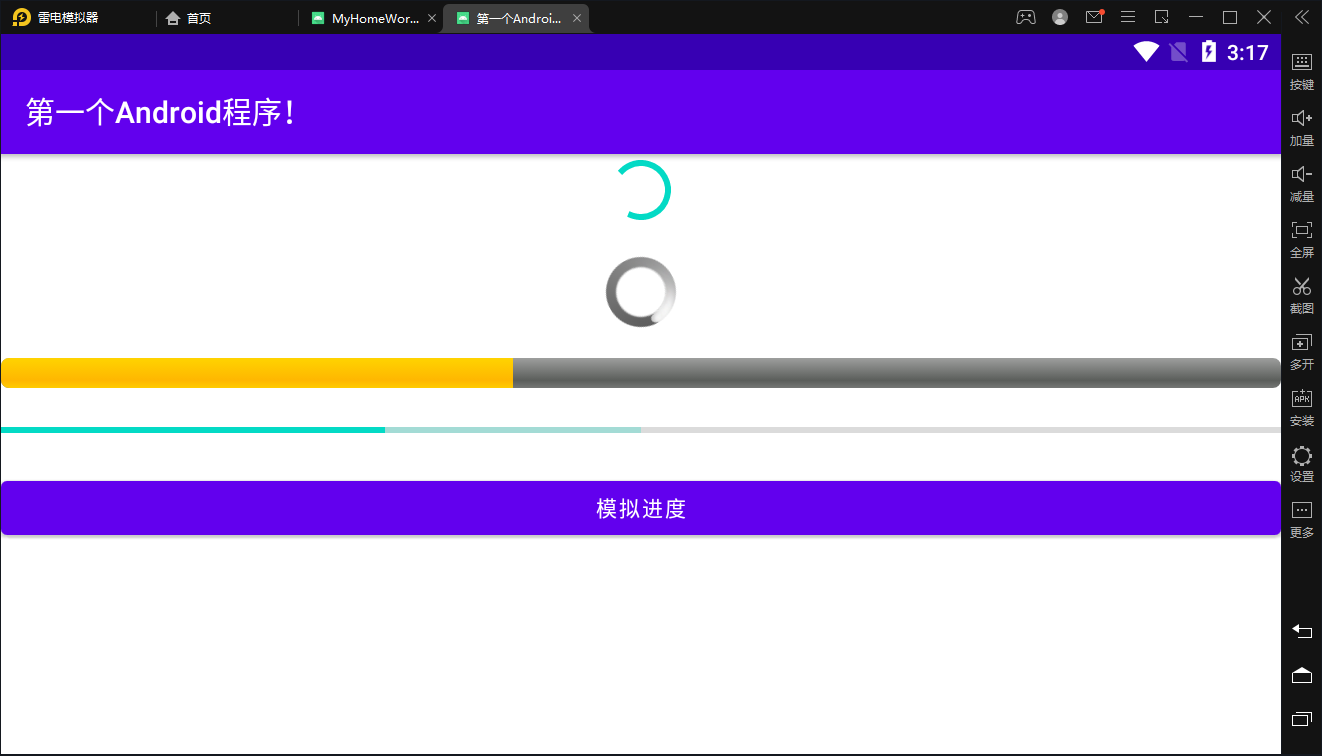 雷电模拟器
首页
MyHomeWor...
第一个Androi...
3:17
第一个Android程序!
模拟进度
按键
加量
减量
全屏
截图
多开
APK
安装
设置
更多